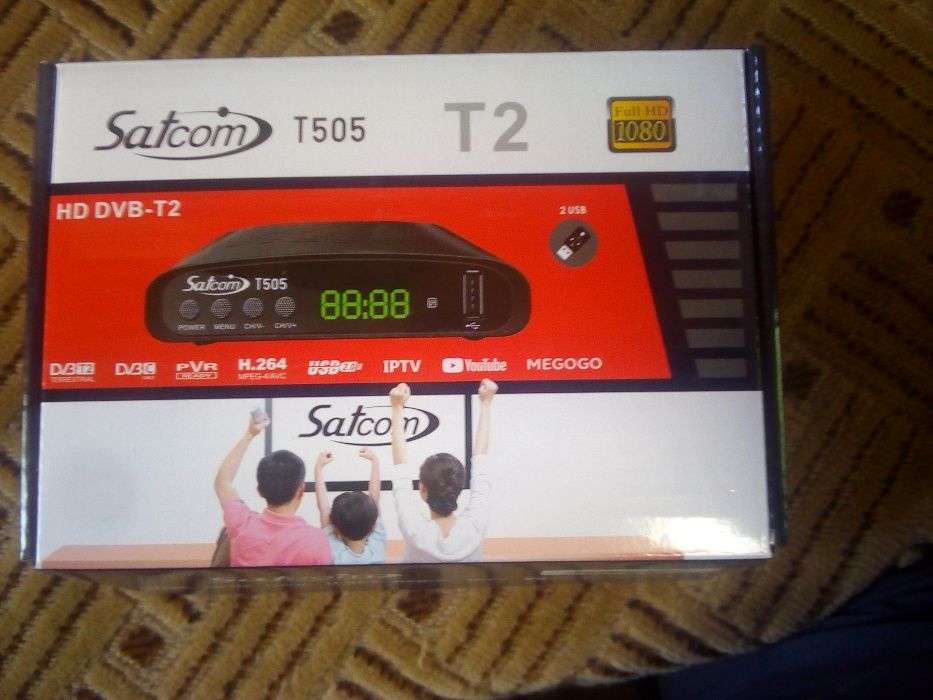 Satcom T505 T2 Full HD 1080
HD DVB-T2
2 USB
Satcom T505
88:88
POWER MENU CH/V- CH/V+
DVB T2 TERRESTRIAL DVB C PVR READY H.264 MPEG-4/AVC USB 2.0 IPTV YouTube MEGOGO
Satcom